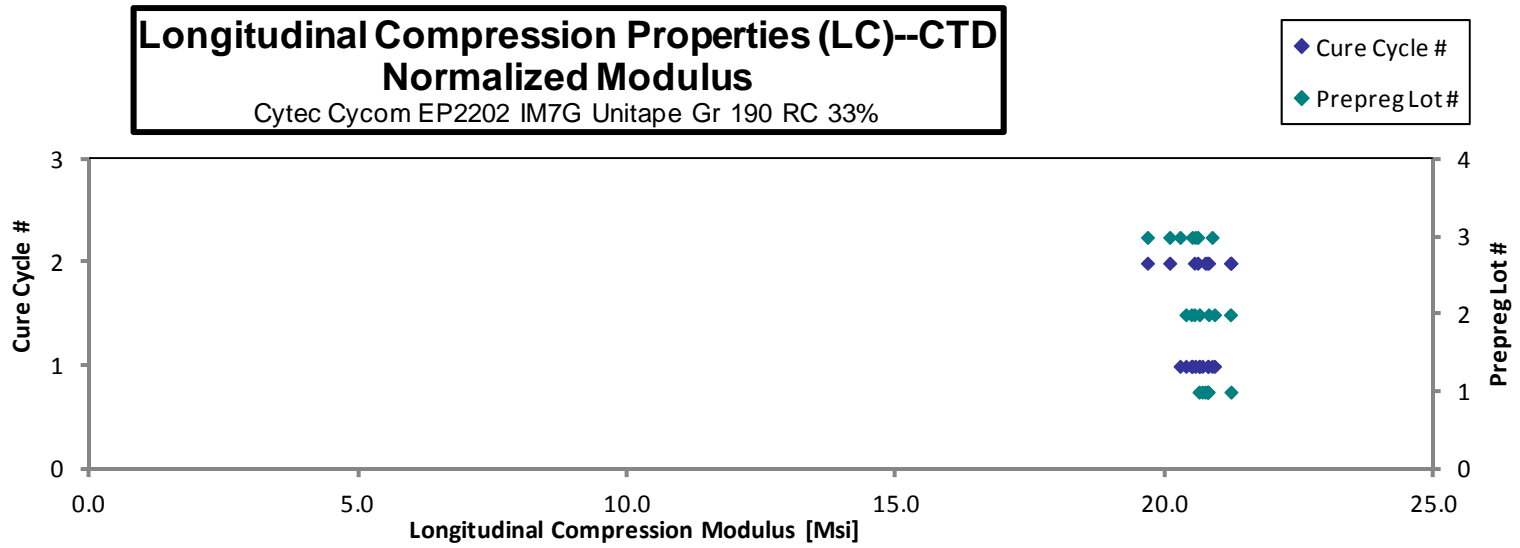 Longitudinal Compression Properties (LC)--CTD
Normalized Modulus
Cytec Cycom EP2202 IM7G Unitape Gr 190 RC 33%
Cure Cycle #
Prepreg Lot #
3
2
1
0
Cure Cycle #
4
3
2
1
0
Prepreg Lot #
0.0 5.0 10.0 15.0 20.0 25.0
Longitudinal Compression Modulus [Msi]